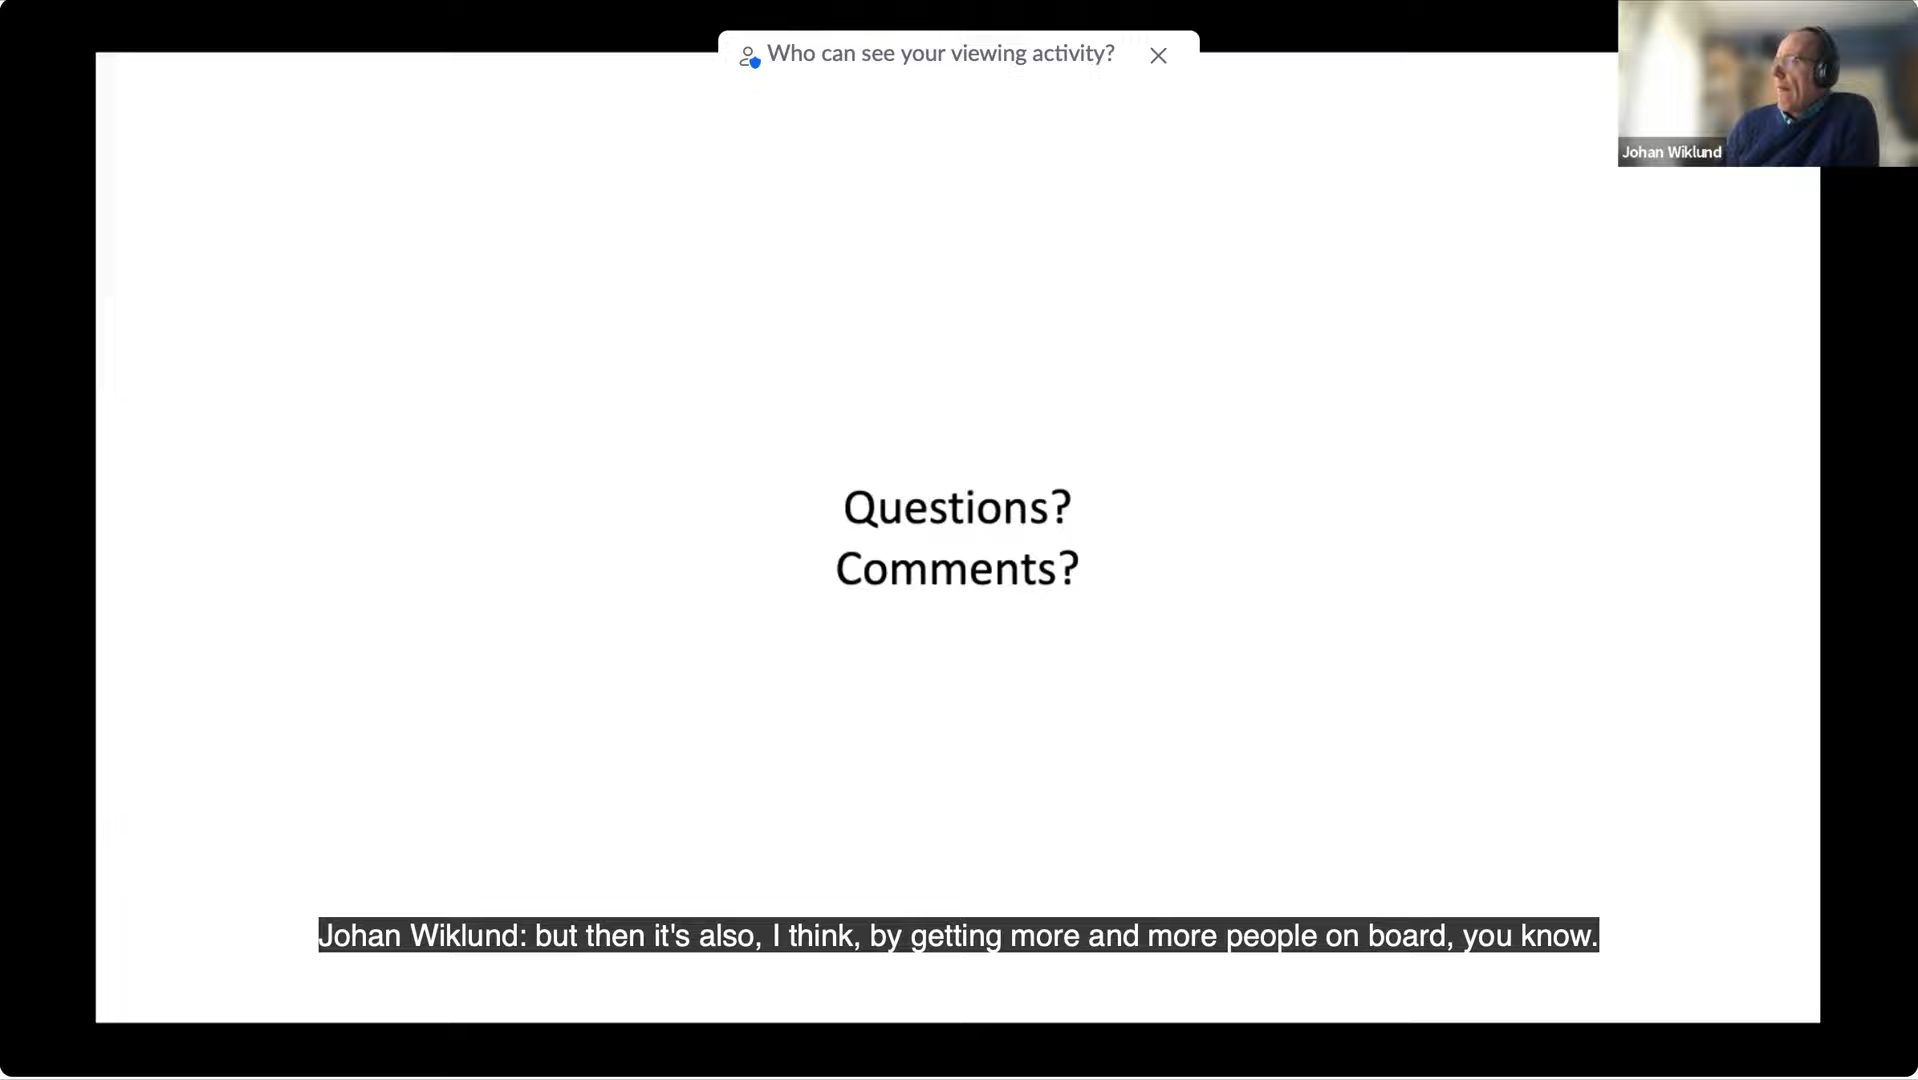 Who can see your viewing activity?
Johan Wiklund
Questions?
Comments?
Johan Wiklund: but then it's also, I think, by getting more and more people on board, you know.